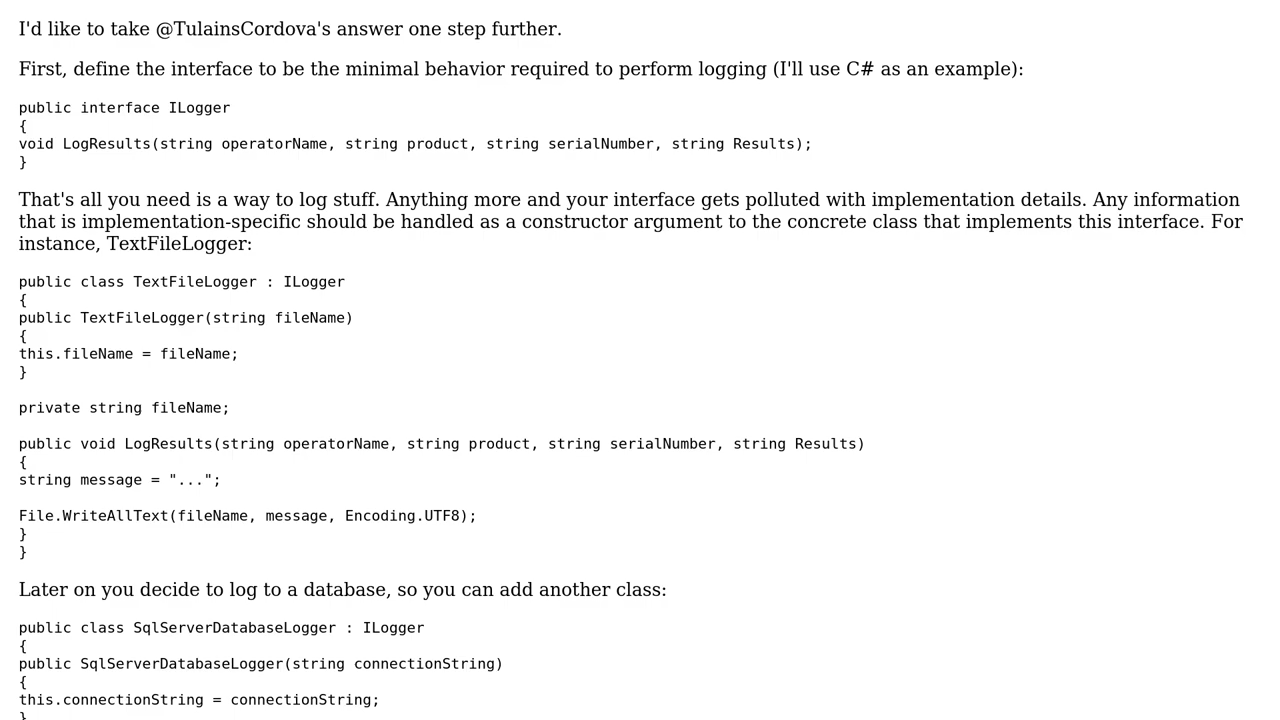 I'd like to take @TulainsCordova's answer one step further.
First, define the interface to be the minimal behavior required to perform logging (I'll use C# as an example):
public interface ILogger
{
void LogResults(string operatorName, string product, string serialNumber, string Results);
}
That's all you need is a way to log stuff. Anything more and your interface gets polluted with implementation details. Any information
that is implementation-specific should be handled as a constructor argument to the concrete class that implements this interface. For
instance, TextFileLogger:
public class TextFileLogger : ILogger
{
public TextFileLogger(string fileName)
{
this.fileName = fileName;
}
private string fileName;
public void LogResults(string operatorName, string product, string serialNumber, string Results)
{
string message = "...";
File.WriteAllText(fileName, message, Encoding.UTF8);
}
}
Later on you decide to log to a database, so you can add another class:
public class SqlServerDatabaseLogger : ILogger
{
public SqlServerDatabaseLogger(string connectionString)
{
this.connectionString = connectionString;
}